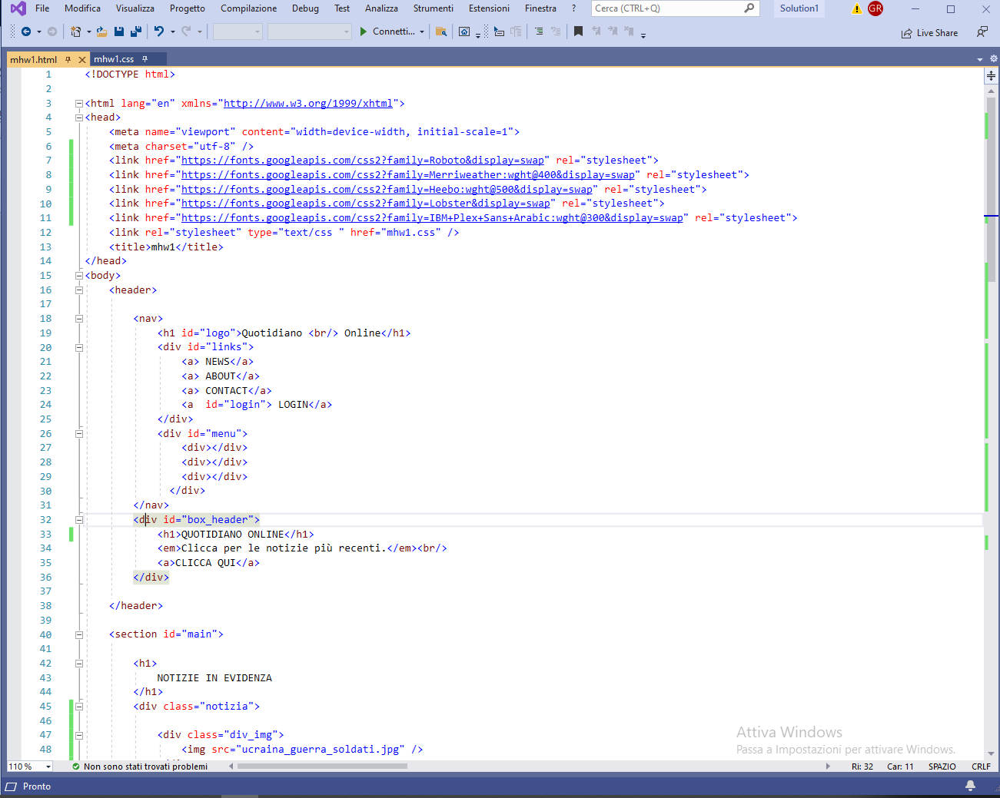 File Modifica Visualizza Progetto Compilazione Debug Test Analizza Strumenti Estensioni Finestra ? Cerca (CTRL+Q) Solution1 GR
Connetti... Live Share
mhw1.html mhw1.css
1 <!DOCTYPE html>
2
3 <html lang="en" xmlns="http://www.w3.org/1999/xhtml">
4 <head>
5 <meta name="viewport" content="width=device-width, initial-scale=1">
6 <meta charset="utf-8" />
7 <link href="https://fonts.googleapis.com/css2?family=Roboto&display=swap" rel="stylesheet">
8 <link href="https://fonts.googleapis.com/css2?family=Merriweather:wght@400&display=swap" rel="stylesheet">
9 <link href="https://fonts.googleapis.com/css2?family=Heebo:wght@500&display=swap" rel="stylesheet">
10 <link href="https://fonts.googleapis.com/css2?family=Lobster&display=swap" rel="stylesheet">
11 <link href="https://fonts.googleapis.com/css2?family=IBM+Plex+Sans+Arabic:wght@300&display=swap" rel="stylesheet">
12 <link rel="stylesheet" type="text/css " href="mhw1.css" />
13 <title>mhw1</title>
14 </head>
15 <body>
16 <header>
17
18 <nav>
19 <h1 id="logo">Quotidiano <br/> Online</h1>
20 <div id="links">
21 <a> NEWS</a>
22 <a> ABOUT</a>
23 <a> CONTACT</a>
24 <a  id="login"> LOGIN</a>
25 </div>
26 <div id="menu">
27 <div></div>
28 <div></div>
29 <div></div>
30 </div>
31 </nav>
32 <div id="box_header">
33 <h1>QUOTIDIANO ONLINE</h1>
34 <em>Clicca per le notizie più recenti.</em><br/>
35 <a>CLICCA QUI</a>
36 </div>
37
38 </header>
39
40 <section id="main">
41
42 <h1>
43 NOTIZIE IN EVIDENZA
44 </h1>
45 <div class="notizia">
46
47 <div class="div_img">
48 <img src="ucraina_guerra_soldati.jpg" />
Attiva Windows
Passa a Impostazioni per attivare Windows.
110 % Non sono stati trovati problemi Ri: 32 Car: 11 SPAZIO CRLF
Pronto